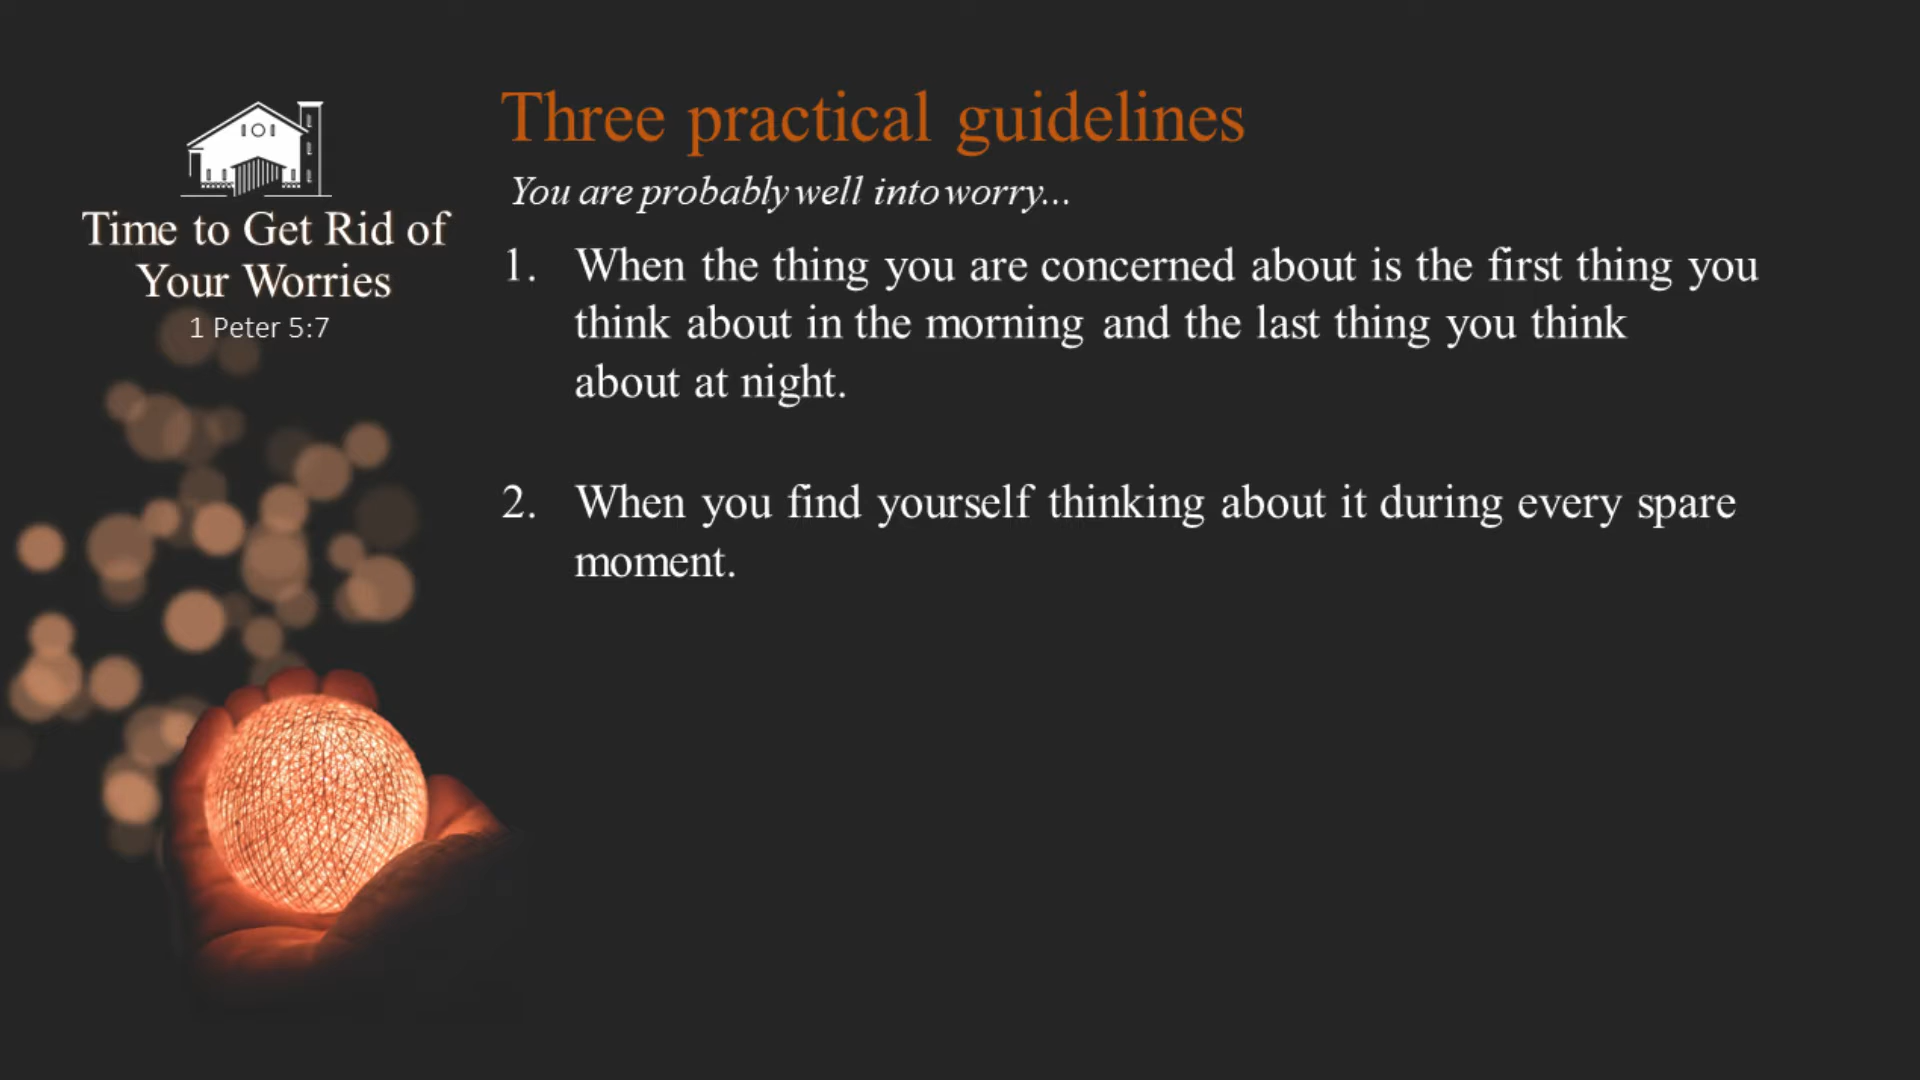 Time to Get Rid of
Your Worries
1 Peter 5:7
Three practical guidelines
You are probably well into worry...
1. When the thing you are concerned about is the first thing you
think about in the morning and the last thing you think
about at night.
2. When you find yourself thinking about it during every spare
moment.